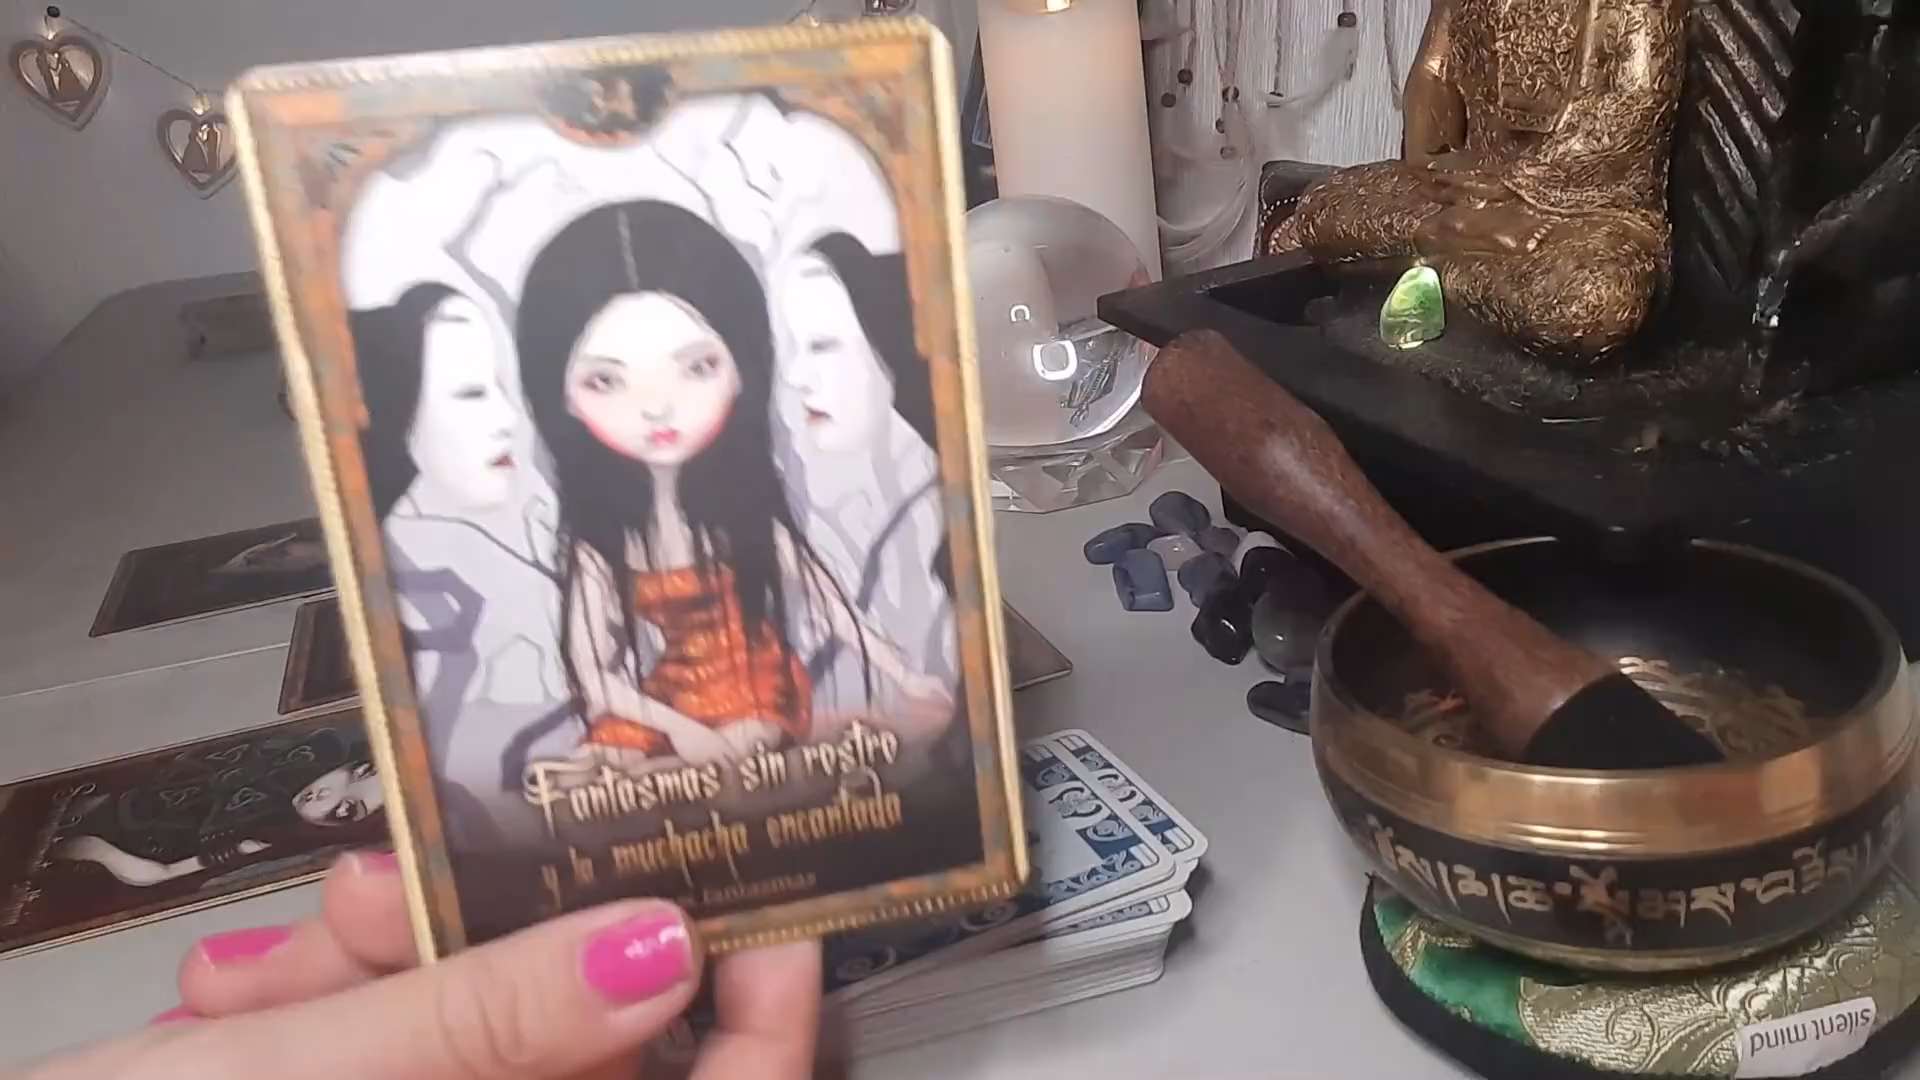 Fantasmas sin rostro
y la muchacha encantada
fantasmas
silent mind